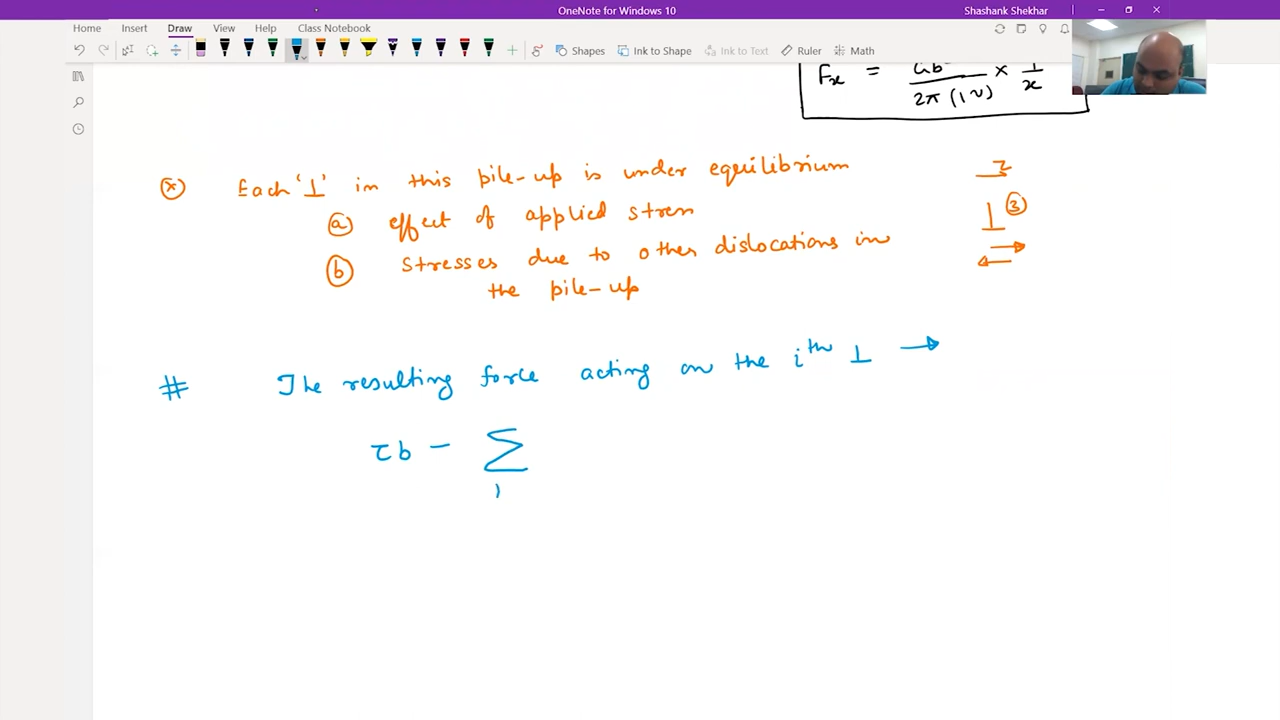 OneNote for Windows 10
Shashank Shekhar
Home Insert Draw View Help Class Notebook
Shapes Ink to Shape Ink to Text Ruler Math
Fx = Gb / 2π(1-ν) × 1/x
Each '⊥' in this pile-up is under equilibrium
(a) effect of applied stress
(b) stresses due to other dislocations in
the pile-up
τ
⊥ (3)
# The resulting force acting on the ith ⊥ →
τb - Σ